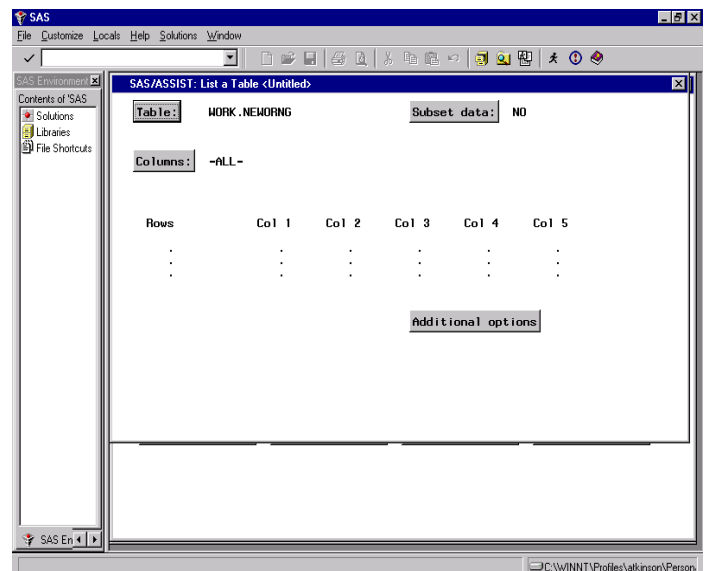 SAS
File Customize Locals Help Solutions Window
SAS Environment
Contents of 'SAS
Solutions
Libraries
File Shortcuts
SAS En
SAS/ASSIST: List a Table <Untitled>
Table: WORK.NEWORNG Subset data: NO
Columns: -ALL-
Rows Col 1 Col 2 Col 3 Col 4 Col 5
. . . . . .
. . . . . .
. . . . . .
Additional options
C:\WINNT\Profiles\atkinson\Person